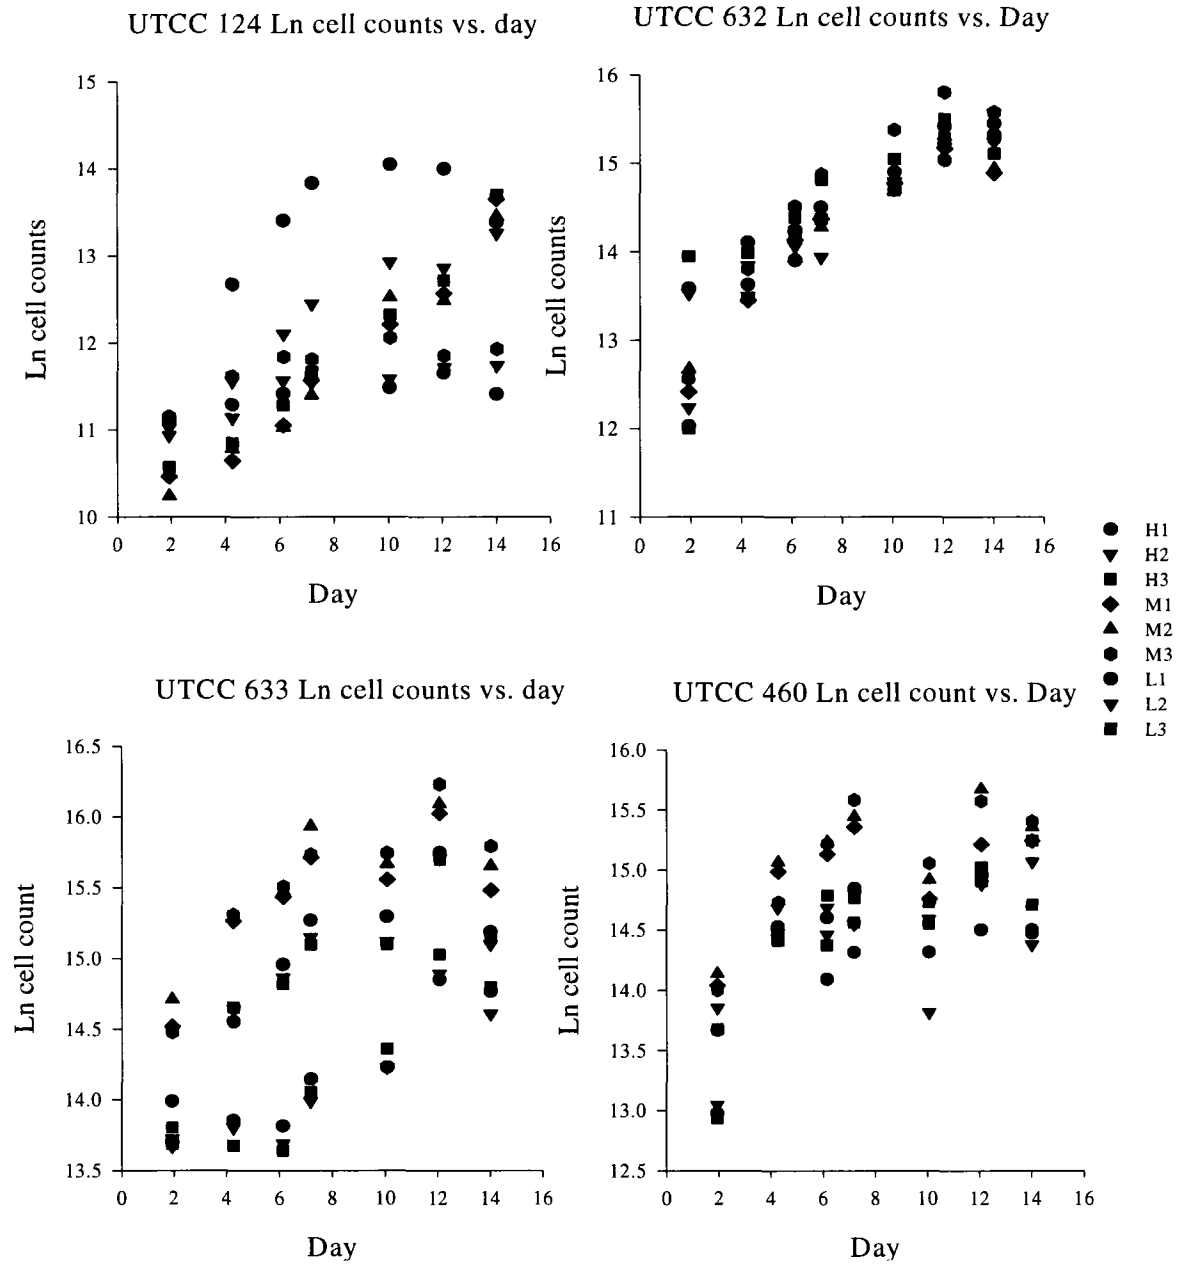 UTCC 124 Ln cell counts vs. day
15
14
13
12
11
10
Ln cell counts
0 2 4 6 8 10 12 14 16
Day
UTCC 632 Ln cell counts vs. Day
16
15
14
13
12
11
Ln cell counts
0 2 4 6 8 10 12 14 16
Day
H1
H2
H3
M1
M2
M3
L1
L2
L3
UTCC 633 Ln cell counts vs. day
16.5
16.0
15.5
15.0
14.5
14.0
13.5
Ln cell count
0 2 4 6 8 10 12 14 16
Day
UTCC 460 Ln cell count vs. Day
16.0
15.5
15.0
14.5
14.0
13.5
13.0
12.5
Ln cell count
0 2 4 6 8 10 12 14 16
Day